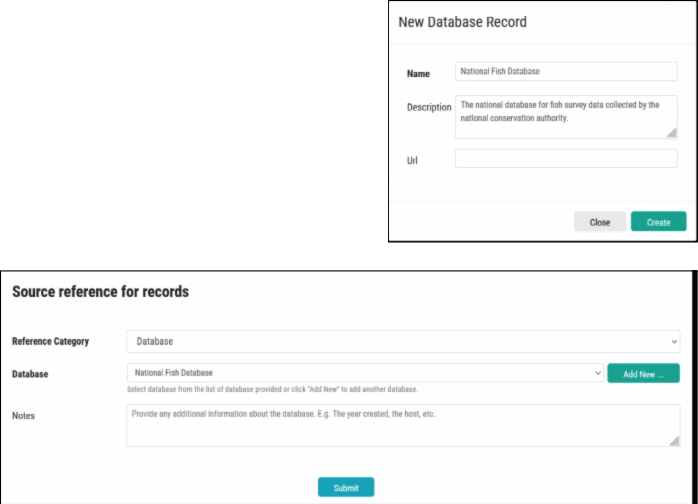 New Database Record
Name
National Fish Database
Description
The national database for fish survey data collected by the
national conservation authority.
Url
Close
Create
Source reference for records
Reference Category
Database
Database
National Fish Database
Add New ...
Select database from the list of database provided or click "Add New" to add another database.
Notes
Provide any additional information about the database. E.g. The year created, the host, etc.
Submit